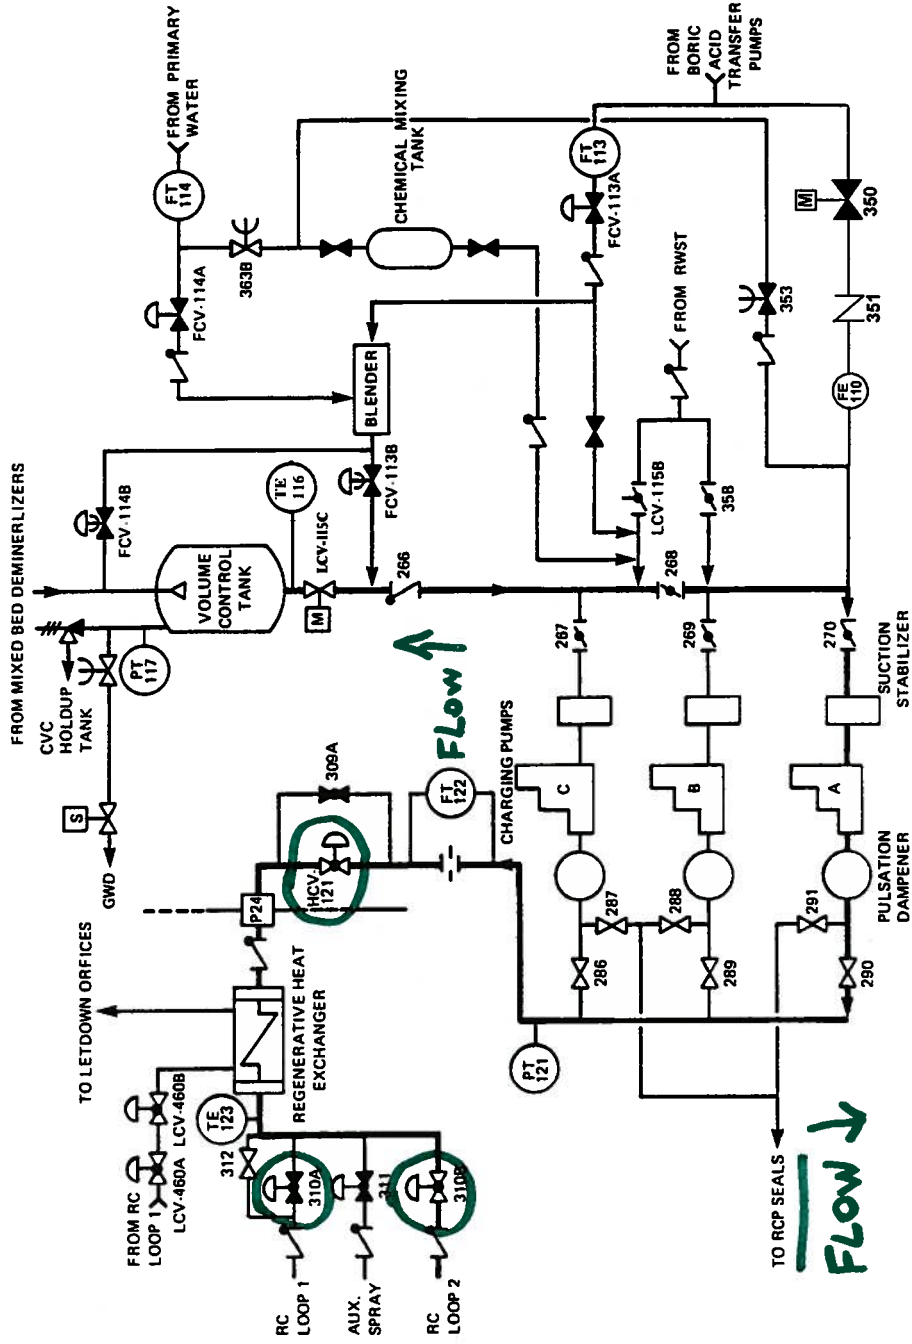 FROM PRIMARY
WATER
FT
114
363B
FCV-114A
CHEMICAL MIXING
TANK
FT
113
FCV-113A
FROM
BORIC
ACID
TRANSFER
PUMPS
M
350
351
353
FE
110
FROM RWST
BLENDER
FROM MIXED BED DEMINERLIZERS
FCV-114B
FCV-113B
TE
116
LCV-115C
M
VOLUME
CONTROL
TANK
PT
117
CVC
HOLDUP
TANK
S
GWD
266
LCV-115B
358
268
267
269
270
SUCTION
STABILIZER
FLOW
CHARGING PUMPS
C
B
A
PULSATION
DAMPENER
309A
FT
122
HCV-
121
P24
287
288
291
286
289
290
PT
121
TO LETDOWN ORFICES
REGENERATIVE HEAT
EXCHANGER
LCV-460B
LCV-460A
FROM RC
LOOP 1
TE
123
312
310A
311
310B
RC
LOOP 1
AUX.
SPRAY
RC
LOOP 2
TO RCP SEALS
FLOW